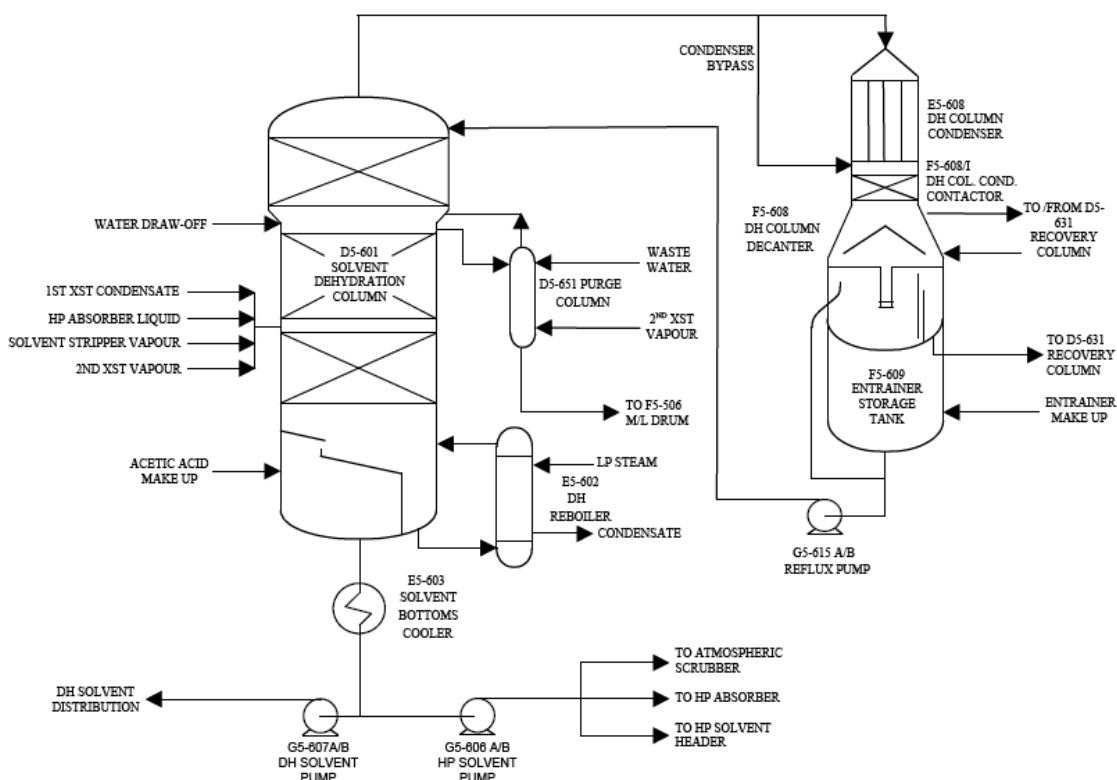 CONDENSER
BYPASS
E5-608
DH COLUMN
CONDENSER
F5-608/I
DH COL. COND.
CONTACTOR
F5-608
DH COLUMN
DECANTER
TO /FROM D5-
631
RECOVERY
COLUMN
WATER DRAW-OFF
D5-601
SOLVENT
DEHYDRATION
COLUMN
WASTE
WATER
D5-651 PURGE
COLUMN
2ND XST
VAPOUR
1ST XST CONDENSATE
HP ABSORBER LIQUID
SOLVENT STRIPPER VAPOUR
2ND XST VAPOUR
TO D5-631
RECOVERY
COLUMN
F5-609
ENTRAINER
STORAGE
TANK
ENTRAINER
MAKE UP
TO F5-506
M/L DRUM
ACETIC ACID
MAKE UP
LP STEAM
E5-602
DH
REBOILER
CONDENSATE
G5-615 A/B
REFLUX PUMP
E5-603
SOLVENT
BOTTOMS
COOLER
TO ATMOSPHERIC
SCRUBBER
TO HP ABSORBER
TO HP SOLVENT
HEADER
DH SOLVENT
DISTRIBUTION
G5-607A/B
DH SOLVENT
PUMP
G5-606 A/B
HP SOLVENT
PUMP